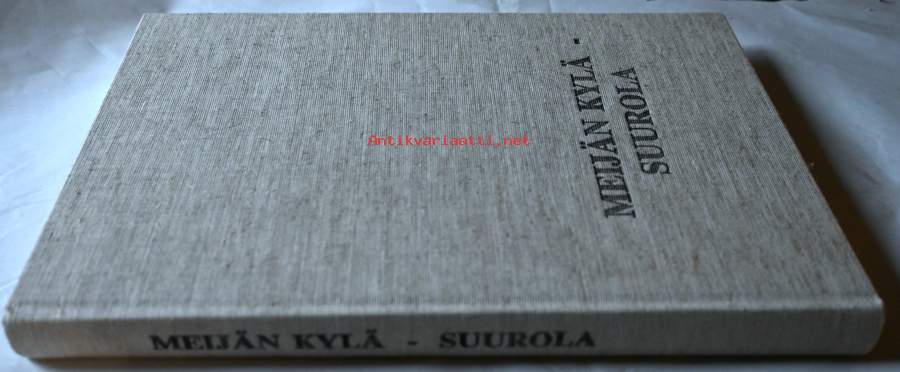 MEIJÄN KYLÄ -
SUUROLA
Antikvariaatti.net
MEIJÄN KYLÄ - SUUROLA